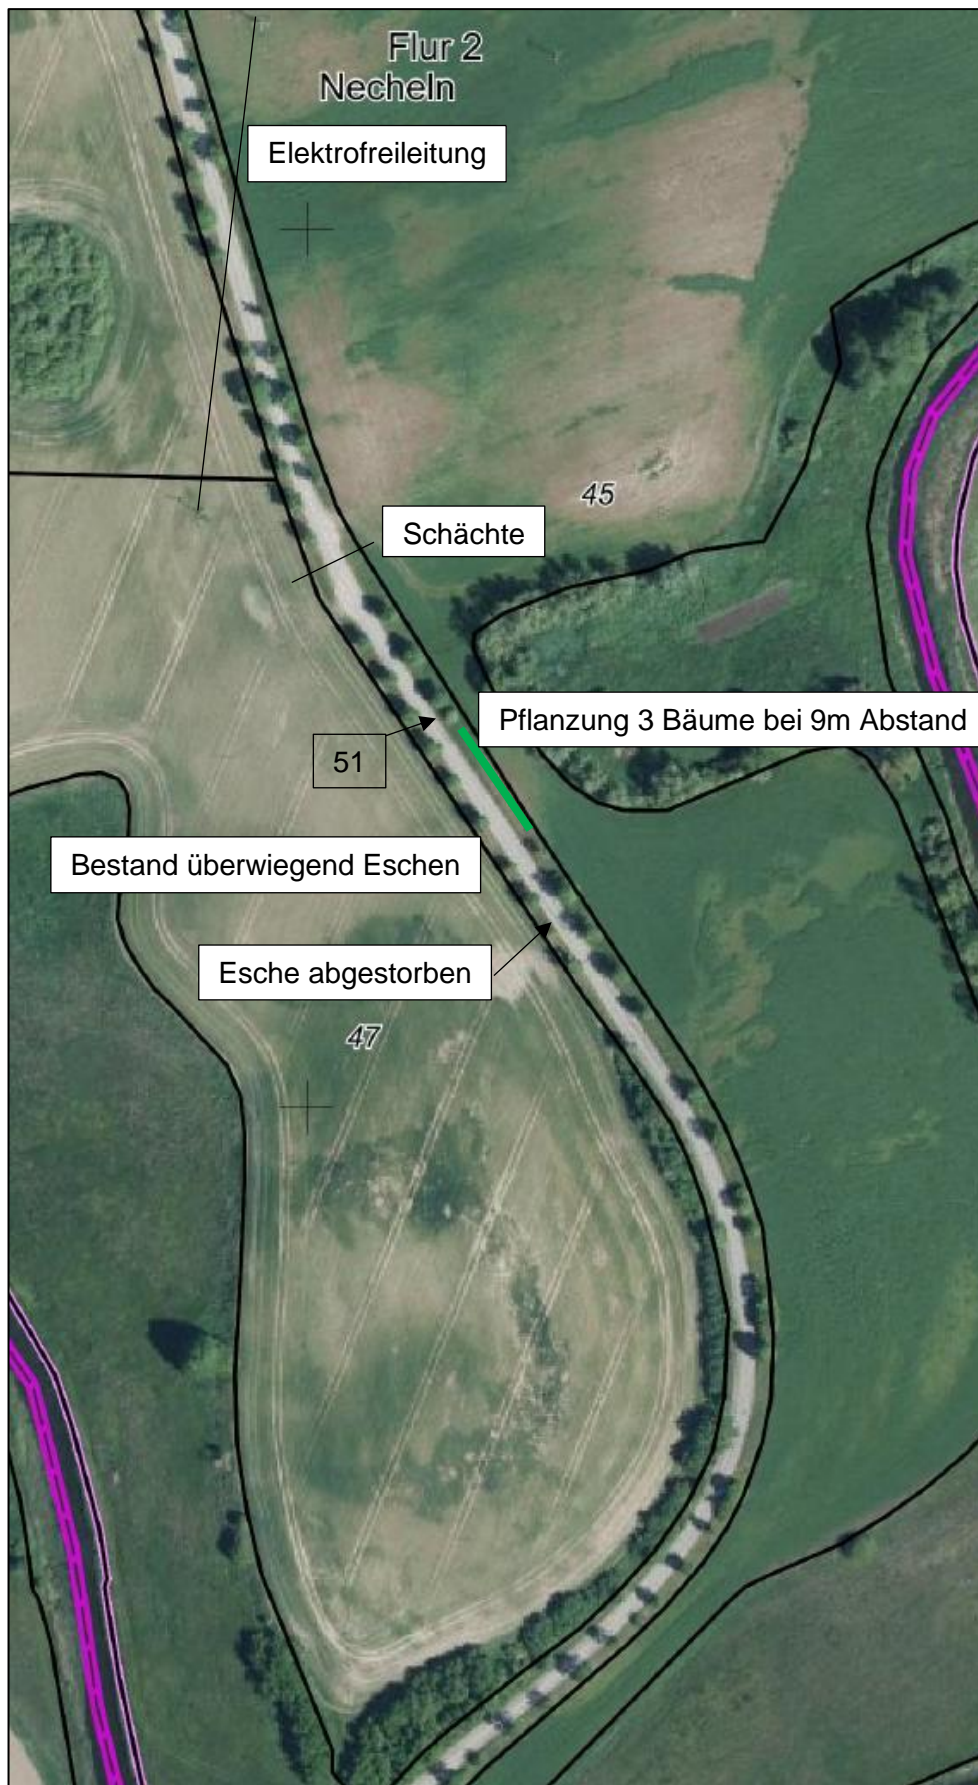 Flur 2
Necheln
Elektrofreileitung
45
Schächte
Pflanzung 3 Bäume bei 9m Abstand
51
Bestand überwiegend Eschen
Esche abgestorben
47